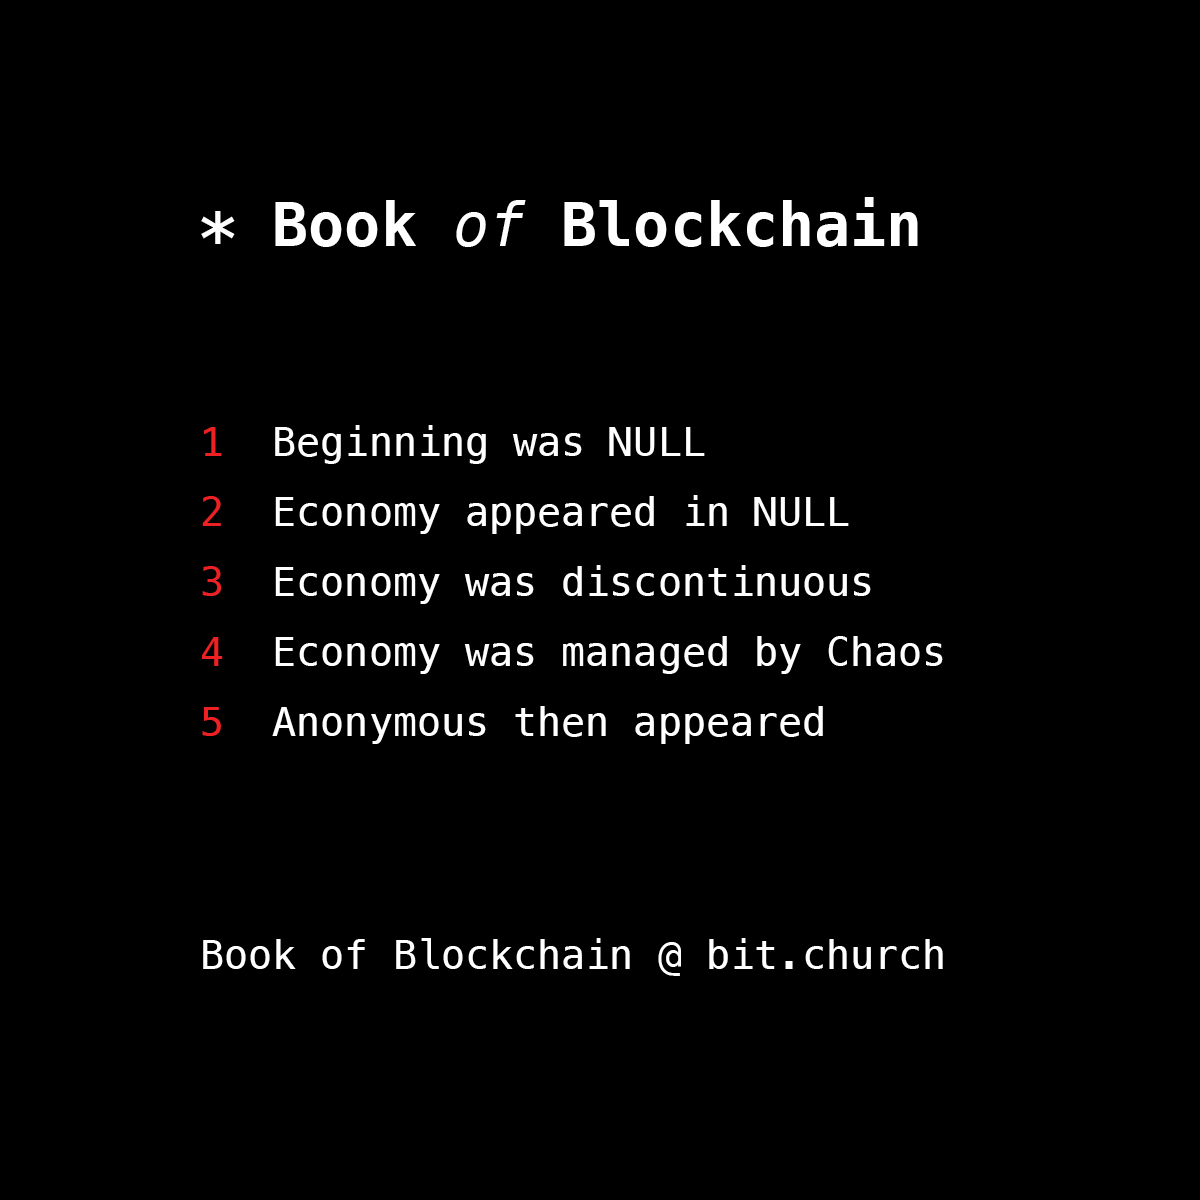 * Book of Blockchain
1 Beginning was NULL
2 Economy appeared in NULL
3 Economy was discontinuous
4 Economy was managed by Chaos
5 Anonymous then appeared
Book of Blockchain @ bit.church